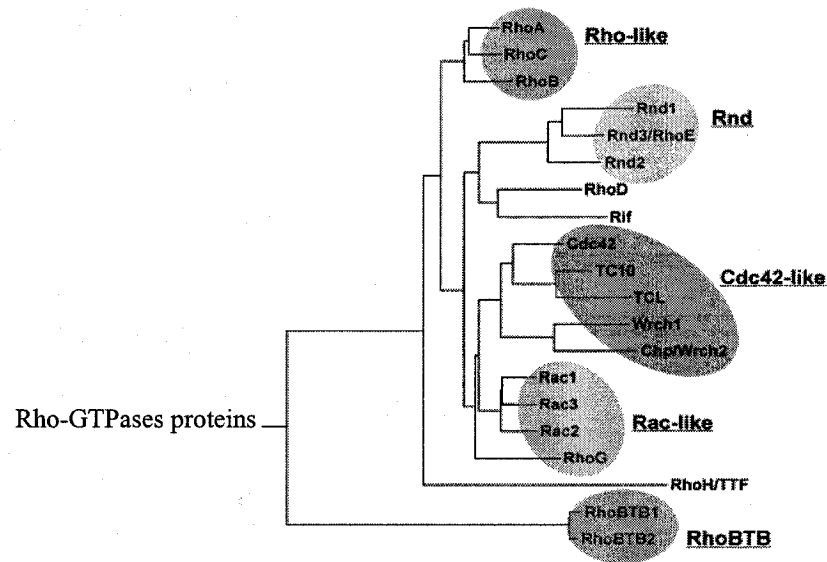 RhoA
Rho-like
RhoC
RhoB
Rnd1
Rnd
Rnd3/RhoE
Rnd2
RhoD
Rif
Cdc42
TC10
Cdc42-like
TCL
Wrch1
Chp/Wrch2
Rac1
Rac3
Rho-GTPases proteins
Rac-like
Rac2
RhoG
RhoH/TTF
RhoBTB1
RhoBTB2
RhoBTB